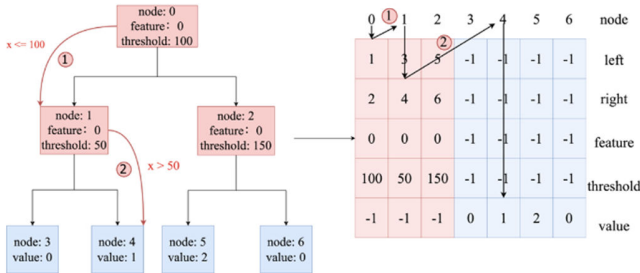 node: 0
feature: 0
threshold: 100
x <= 100
1
node: 1
feature: 0
threshold: 50
node: 2
feature: 0
threshold: 150
2
x > 50
node: 3
value: 0
node: 4
value: 1
node: 5
value: 2
node: 6
value: 0
0 1 1 2 3 4 5 6 node
1 3 5 2 -1 -1 -1 -1 left
2 4 6 -1 -1 -1 -1 right
0 0 0 -1 -1 -1 -1 feature
100 50 150 -1 -1 -1 -1 threshold
-1 -1 -1 0 1 2 0 value